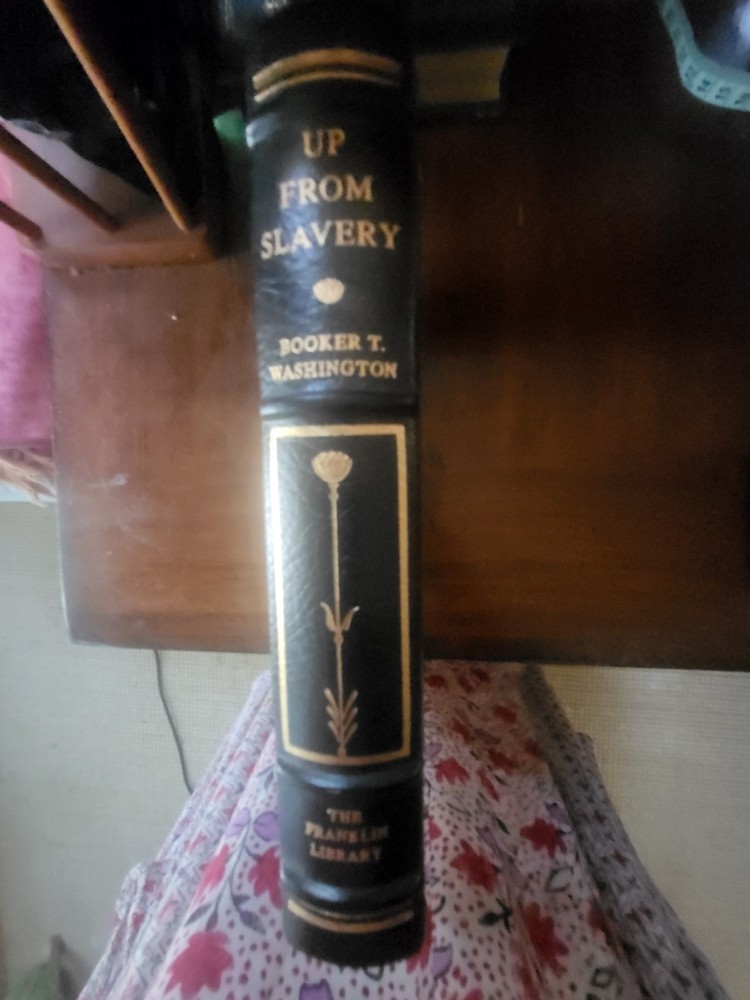 UP
FROM
SLAVERY
BOOKER T.
WASHINGTON
THE
FRANKLIN
LIBRARY